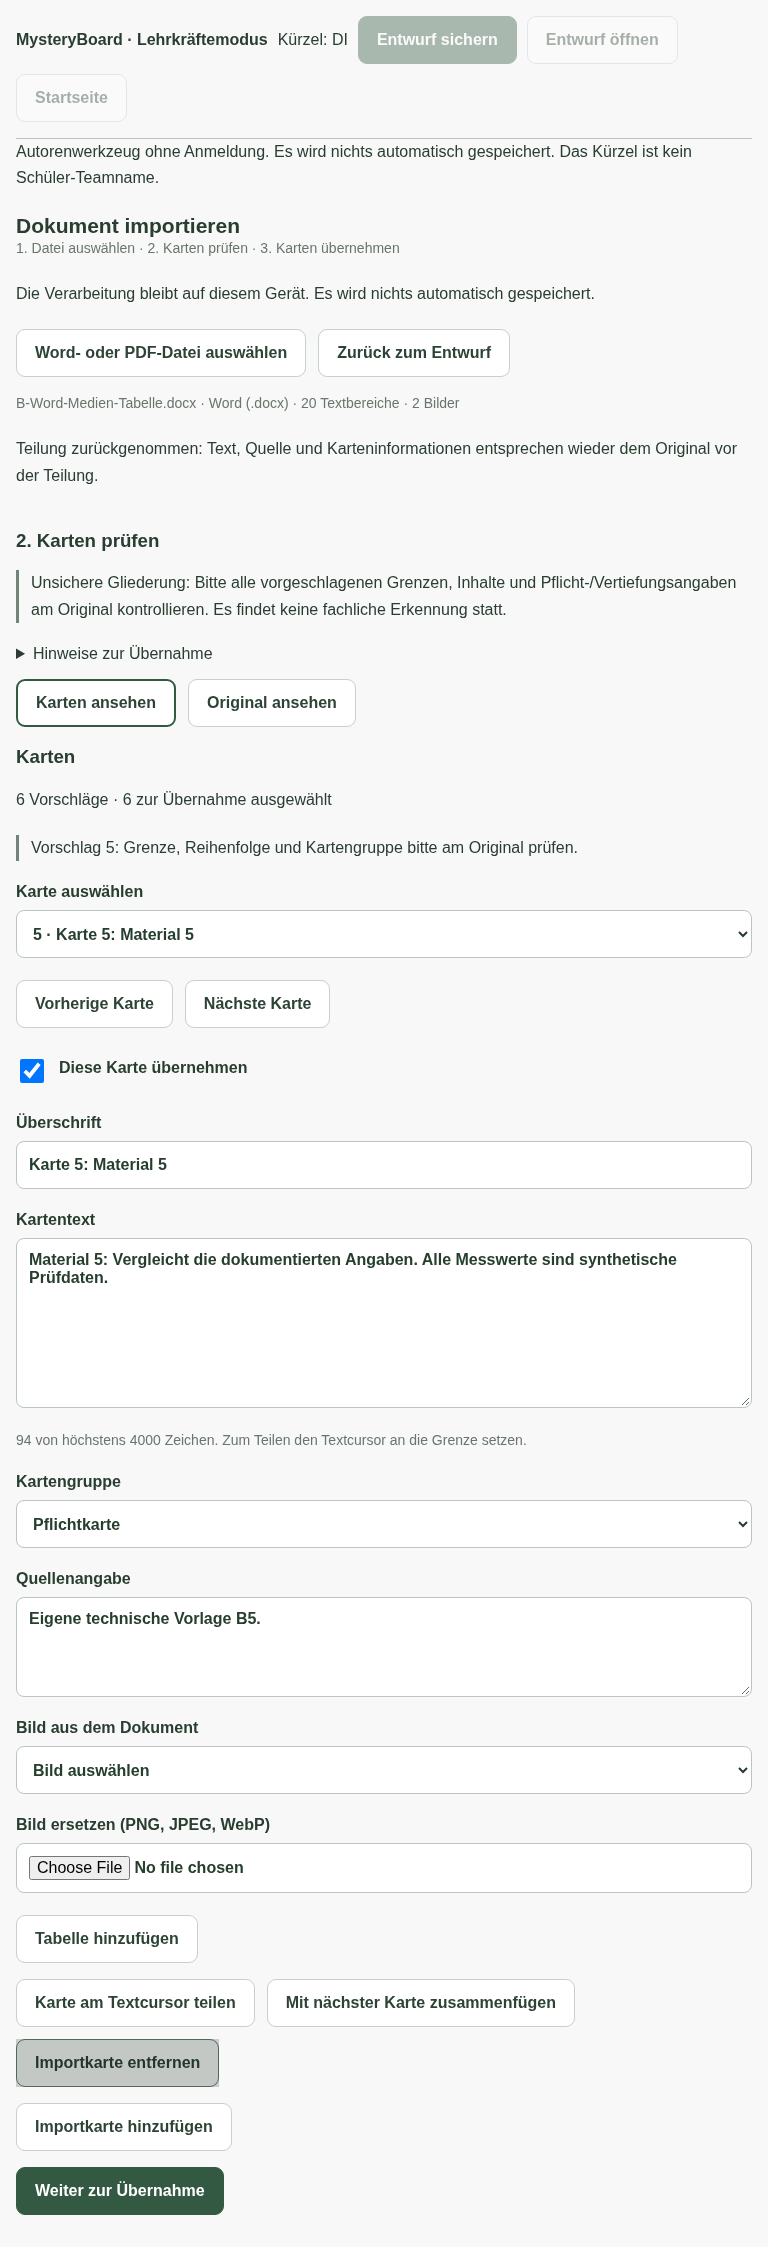 MysteryBoard · Lehrkräftemodus Kürzel: DI Entwurf sichern Entwurf öffnen
Startseite
Autorenwerkzeug ohne Anmeldung. Es wird nichts automatisch gespeichert. Das Kürzel ist kein
Schüler-Teamname.
Dokument importieren
1. Datei auswählen · 2. Karten prüfen · 3. Karten übernehmen
Die Verarbeitung bleibt auf diesem Gerät. Es wird nichts automatisch gespeichert.
Word- oder PDF-Datei auswählen Zurück zum Entwurf
B-Word-Medien-Tabelle.docx · Word (.docx) · 20 Textbereiche · 2 Bilder
Teilung zurückgenommen: Text, Quelle und Karteninformationen entsprechen wieder dem Original vor
der Teilung.
2. Karten prüfen
Unsichere Gliederung: Bitte alle vorgeschlagenen Grenzen, Inhalte und Pflicht-/Vertiefungsangaben
am Original kontrollieren. Es findet keine fachliche Erkennung statt.
Hinweise zur Übernahme
Karten ansehen Original ansehen
Karten
6 Vorschläge · 6 zur Übernahme ausgewählt
Vorschlag 5: Grenze, Reihenfolge und Kartengruppe bitte am Original prüfen.
Karte auswählen
5 · Karte 5: Material 5
Vorherige Karte Nächste Karte
Diese Karte übernehmen
Überschrift
Karte 5: Material 5
Kartentext
Material 5: Vergleicht die dokumentierten Angaben. Alle Messwerte sind synthetische
Prüfdaten.
94 von höchstens 4000 Zeichen. Zum Teilen den Textcursor an die Grenze setzen.
Kartengruppe
Pflichtkarte
Quellenangabe
Eigene technische Vorlage B5.
Bild aus dem Dokument
Bild auswählen
Bild ersetzen (PNG, JPEG, WebP)
Choose File No file chosen
Tabelle hinzufügen
Karte am Textcursor teilen Mit nächster Karte zusammenfügen
Importkarte entfernen
Importkarte hinzufügen
Weiter zur Übernahme